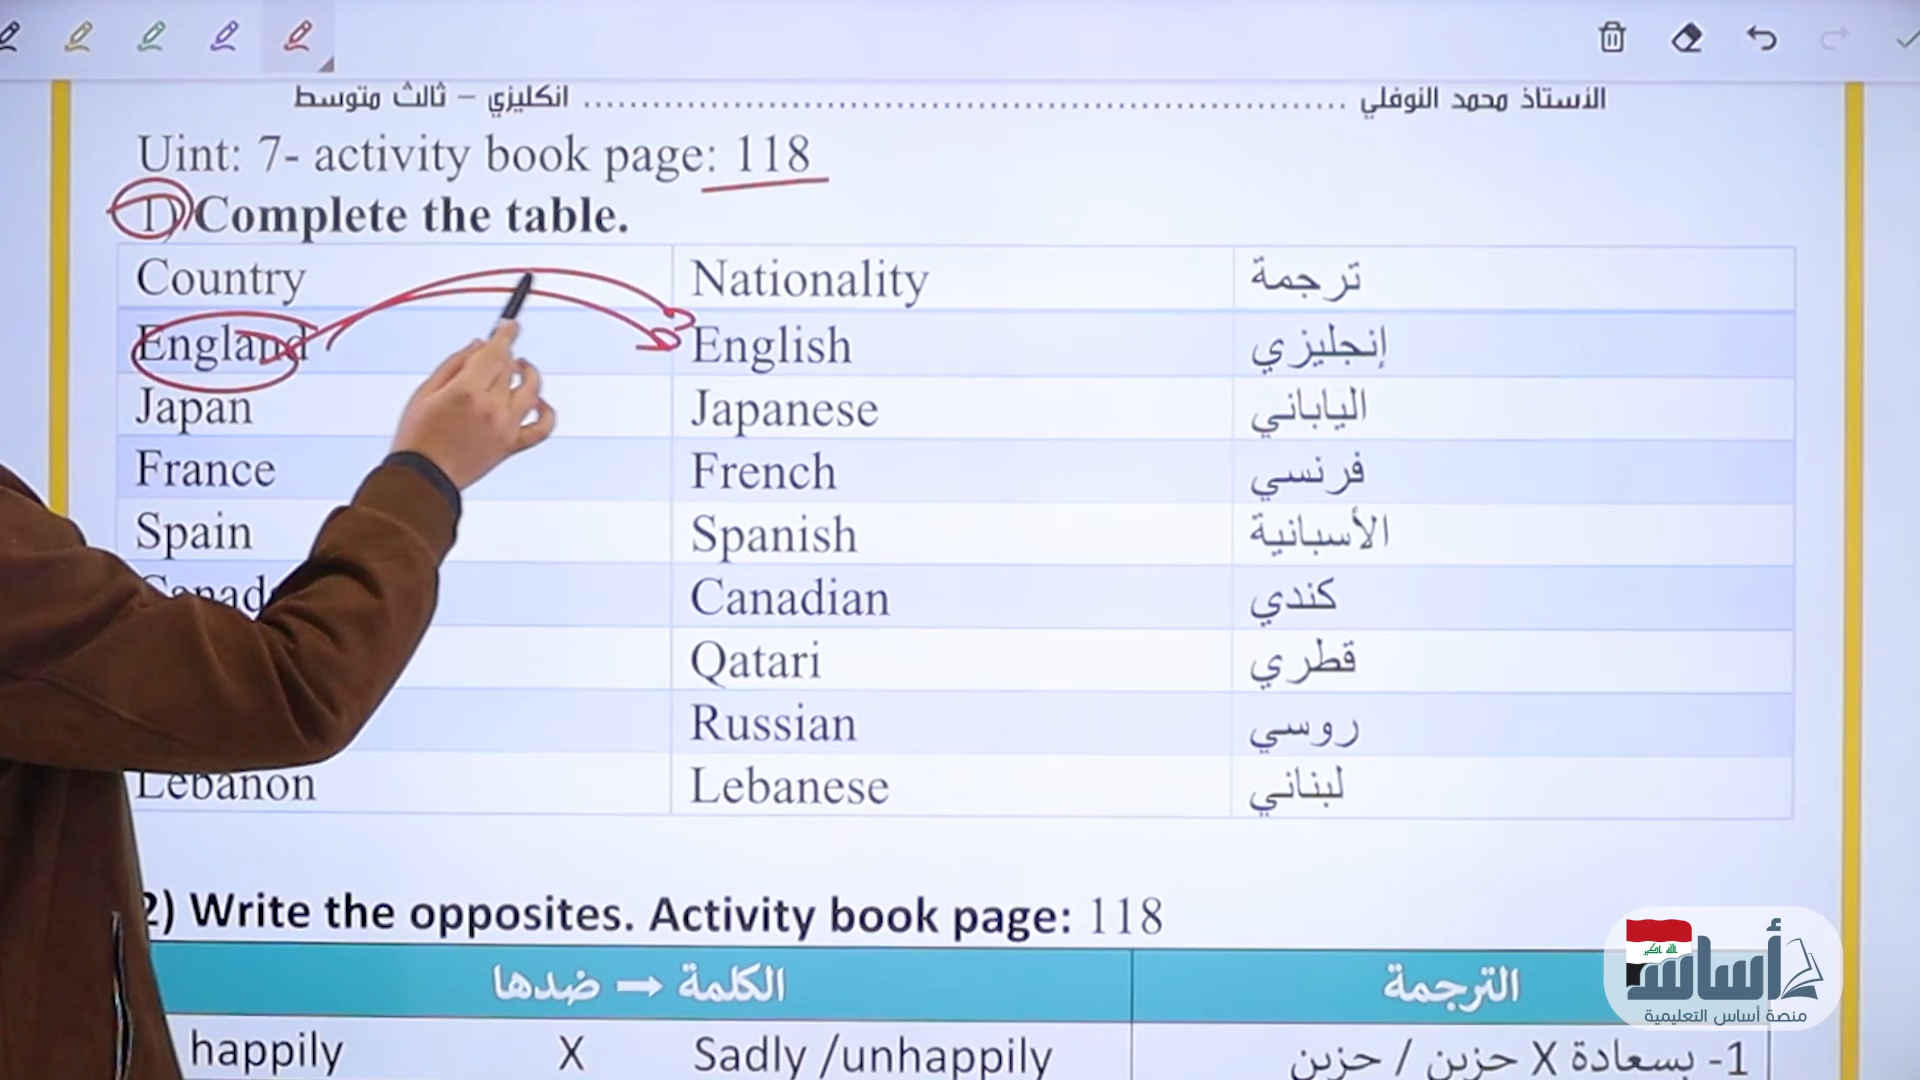 الأستاذ محمد النوفلي ........................................ انكليزي – ثالث متوسط
Uint: 7- activity book page: 118
1) Complete the table.
Country Nationality ترجمة
England English إنجليزي
Japan Japanese الياباني
France French فرنسي
Spain Spanish الأسبانية
Canadian كندي
Qatari قطري
Russian روسي
Lebanon Lebanese لبناني
2) Write the opposites. Activity book page: 118
الكلمة → ضدها الترجمة
happily X Sadly /unhappily 1- بسعادة X حزين / حزين
أساس
منصة أساس التعليمية